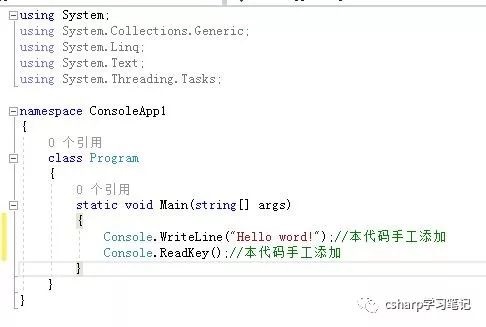 using System;
using System.Collections.Generic;
using System.Linq;
using System.Text;
using System.Threading.Tasks;
namespace ConsoleApp1
{
0 个引用
class Program
{
0 个引用
static void Main(string[] args)
{
Console.WriteLine("Hello word!");//本代码手工添加
Console.ReadKey();//本代码手工添加
}
}
}
csharp学习笔记